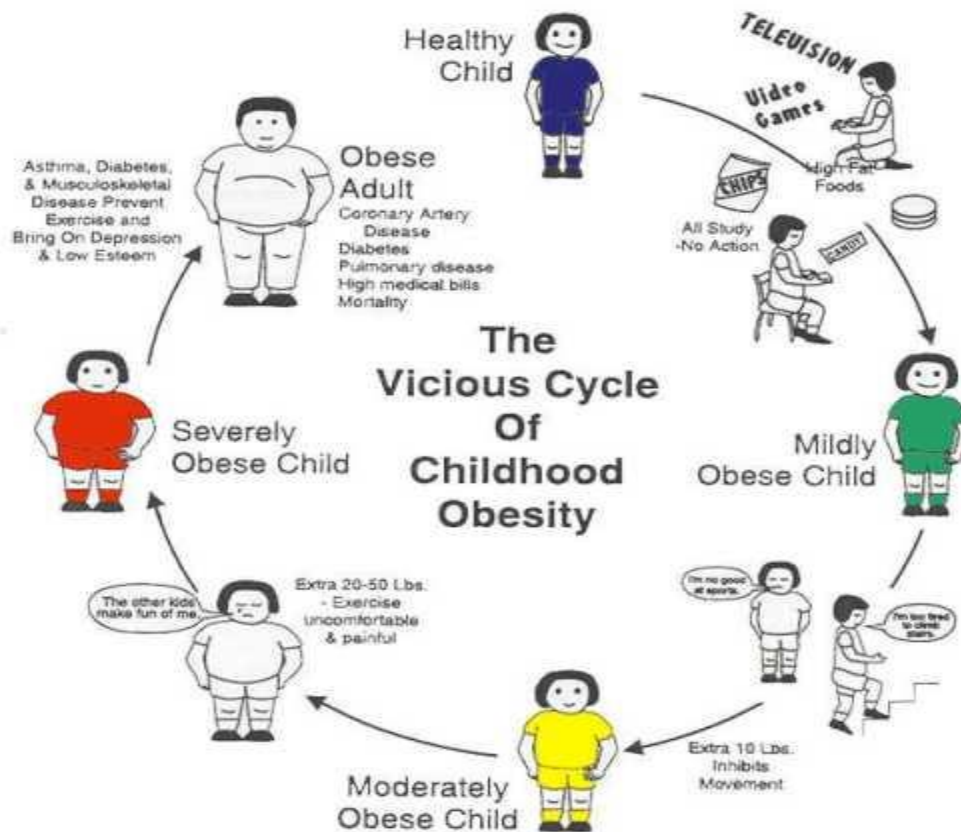 Healthy
Child
TELEVISION
Video
Games
High Fat
Foods
CHIPS
All Study
-No Action
CANDY
Mildly
Obese Child
I'm no good
at sports.
I'm too tired
to climb
stairs.
Extra 10 Lbs.
Inhibits
Movement
Moderately
Obese Child
Extra 20-50 Lbs.
- Exercise
uncomfortable
& painful
The other kids
make fun of me.
Severely
Obese Child
Asthma, Diabetes,
& Musculoskeletal
Disease Prevent
Exercise and
Bring On Depression
& Low Esteem
Obese
Adult
Coronary Artery
Disease
Diabetes
Pulmonary disease
High medical bills
Mortality
The
Vicious Cycle
Of
Childhood
Obesity